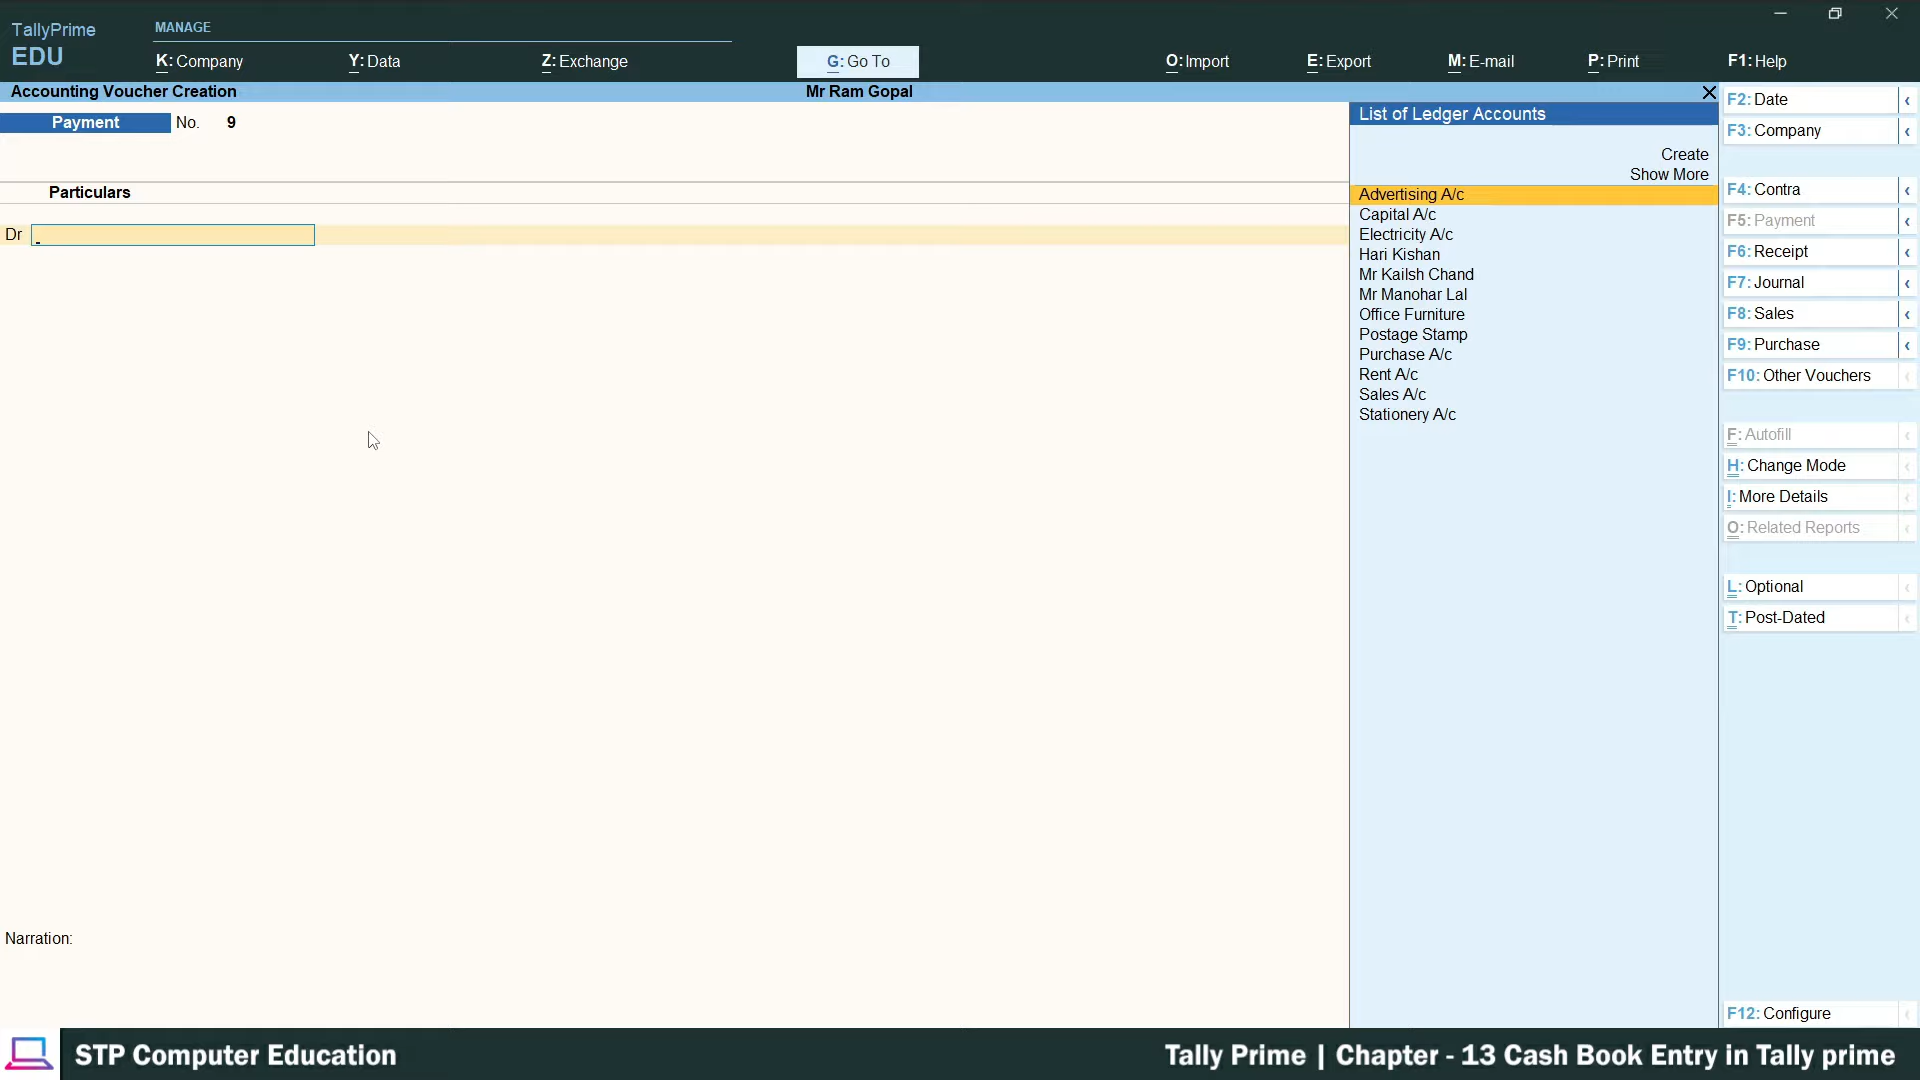 TallyPrime
EDU
MANAGE
K: Company
Y: Data
Z: Exchange
G: Go To
O: Import
E: Export
M: E-mail
P: Print
F1: Help
Accounting Voucher Creation
Mr Ram Gopal
Payment No. 9
Particulars
Dr
Narration:
List of Ledger Accounts
Create
Show More
Advertising A/c
Capital A/c
Electricity A/c
Hari Kishan
Mr Kailsh Chand
Mr Manohar Lal
Office Furniture
Postage Stamp
Purchase A/c
Rent A/c
Sales A/c
Stationery A/c
F2: Date
F3: Company
F4: Contra
F5: Payment
F6: Receipt
F7: Journal
F8: Sales
F9: Purchase
F10: Other Vouchers
F: Autofill
H: Change Mode
I: More Details
O: Related Reports
L: Optional
T: Post-Dated
F12: Configure
STP Computer Education
Tally Prime | Chapter - 13 Cash Book Entry in Tally prime